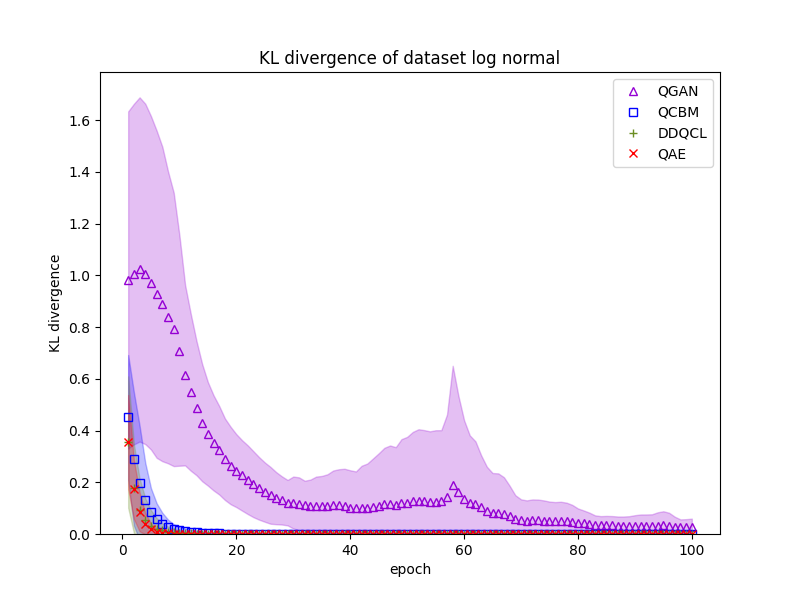 KL divergence of dataset log normal
QGAN
QCBM
DDQCL
QAE
KL divergence
1.6
1.4
1.2
1.0
0.8
0.6
0.4
0.2
0.0
0 20 40 60 80 100
epoch